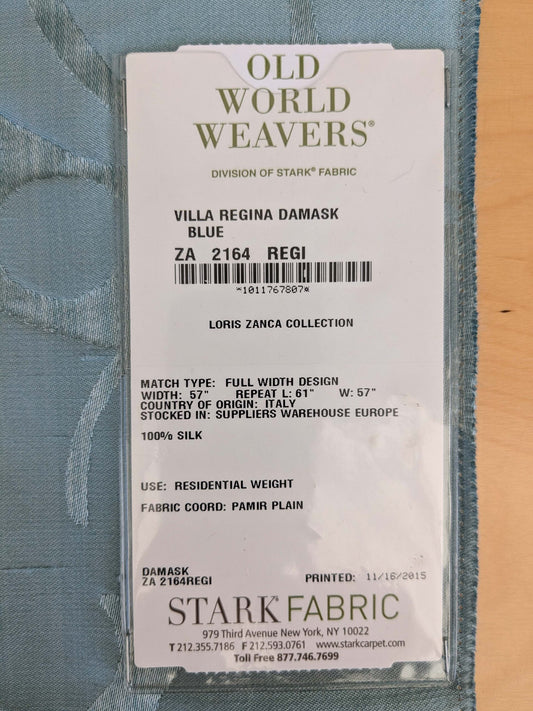 OLD
WORLD
WEAVERS®
DIVISION OF STARK® FABRIC
VILLA REGINA DAMASK
BLUE
ZA 2164 REGI
*1011767807*
LORIS ZANCA COLLECTION
MATCH TYPE: FULL WIDTH DESIGN
WIDTH: 57" REPEAT L: 61" W: 57"
COUNTRY OF ORIGIN: ITALY
STOCKED IN: SUPPLIERS WAREHOUSE EUROPE
100% SILK
USE: RESIDENTIAL WEIGHT
FABRIC COORD: PAMIR PLAIN
DAMASK
ZA 2164REGI PRINTED: 11/16/2015
STARK® FABRIC
979 Third Avenue New York, NY 10022
T 212.355.7186 F 212.593.0761 www.starkcarpet.com
Toll Free 877.746.7699